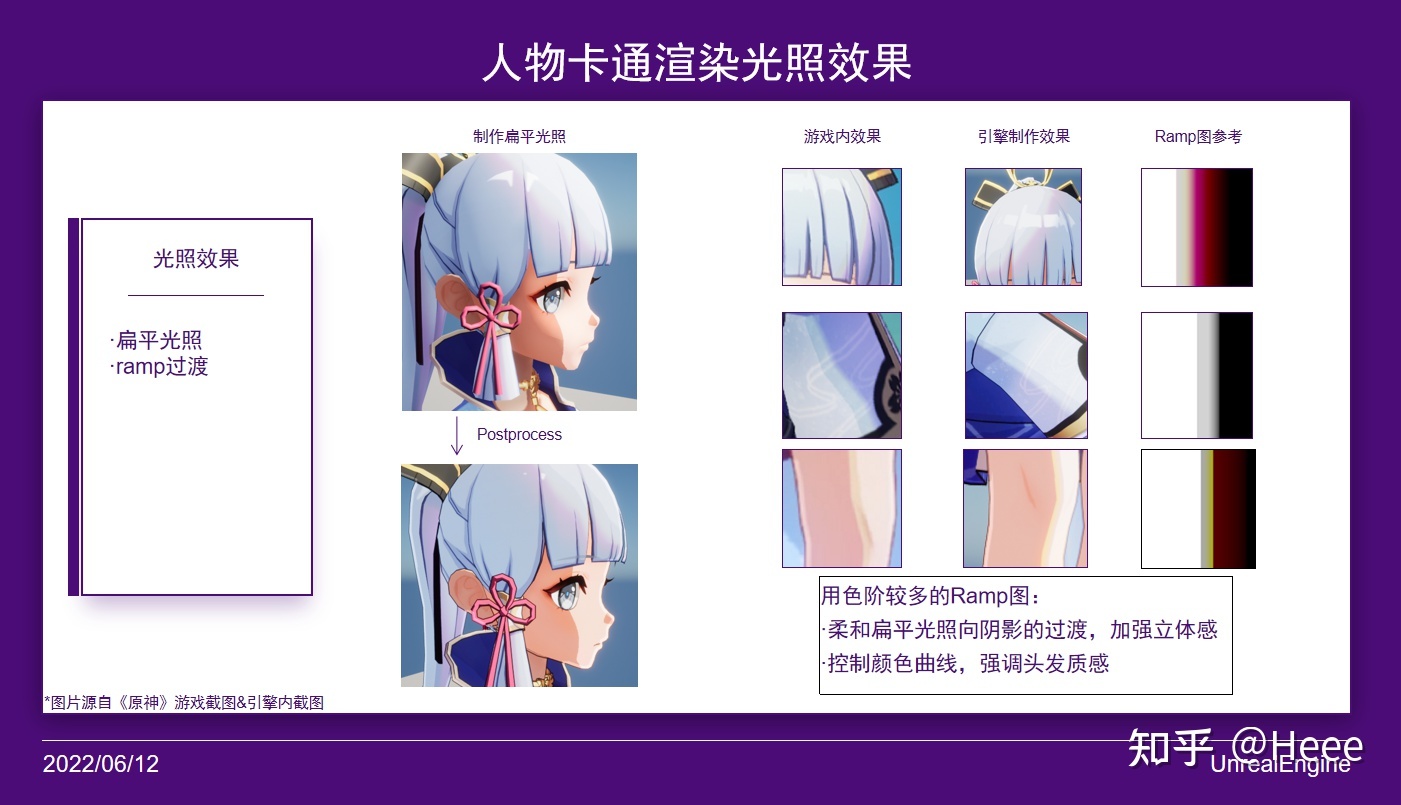 人物卡通渲染光照效果
光照效果
·扁平光照
·ramp过渡
制作扁平光照
Postprocess
游戏内效果
引擎制作效果
Ramp图参考
用色阶较多的Ramp图：
·柔和扁平光照向阴影的过渡，加强立体感
·控制颜色曲线，强调头发质感
*图片源自《原神》游戏截图&引擎内截图
2022/06/12
知乎 @Heee
UnrealEngine